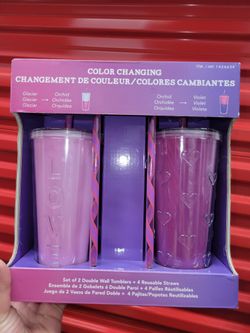 COLOR CHANGING
CHANGEMENT DE COULEUR/COLORES CAMBIANTES
Glacier Orchid
Glacier Orchidée
Glaciar Orquídea
Orchid Violet
Orchidée Violet
Orquídea Violeta
Set of 2 Double Wall Tumblers + 4 Reusable Straws
Ensemble de 2 Gobelets à Double Paroi + 4 Pailles Réutilisables
Juego de 2 Vasos de Pared Doble + 4 Pajitas/Popotes Reutilizables